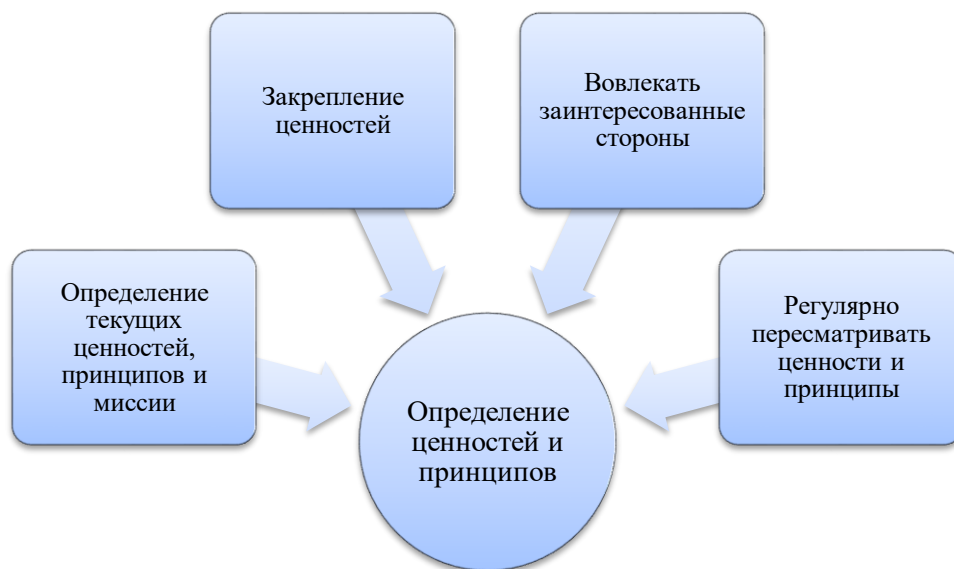 Закрепление
ценностей
Вовлекать
заинтересованные
стороны
Определение
текущих
ценностей,
принципов и
миссии
Регулярно
пересматривать
ценности и
принципы
Определение
ценностей и
принципов